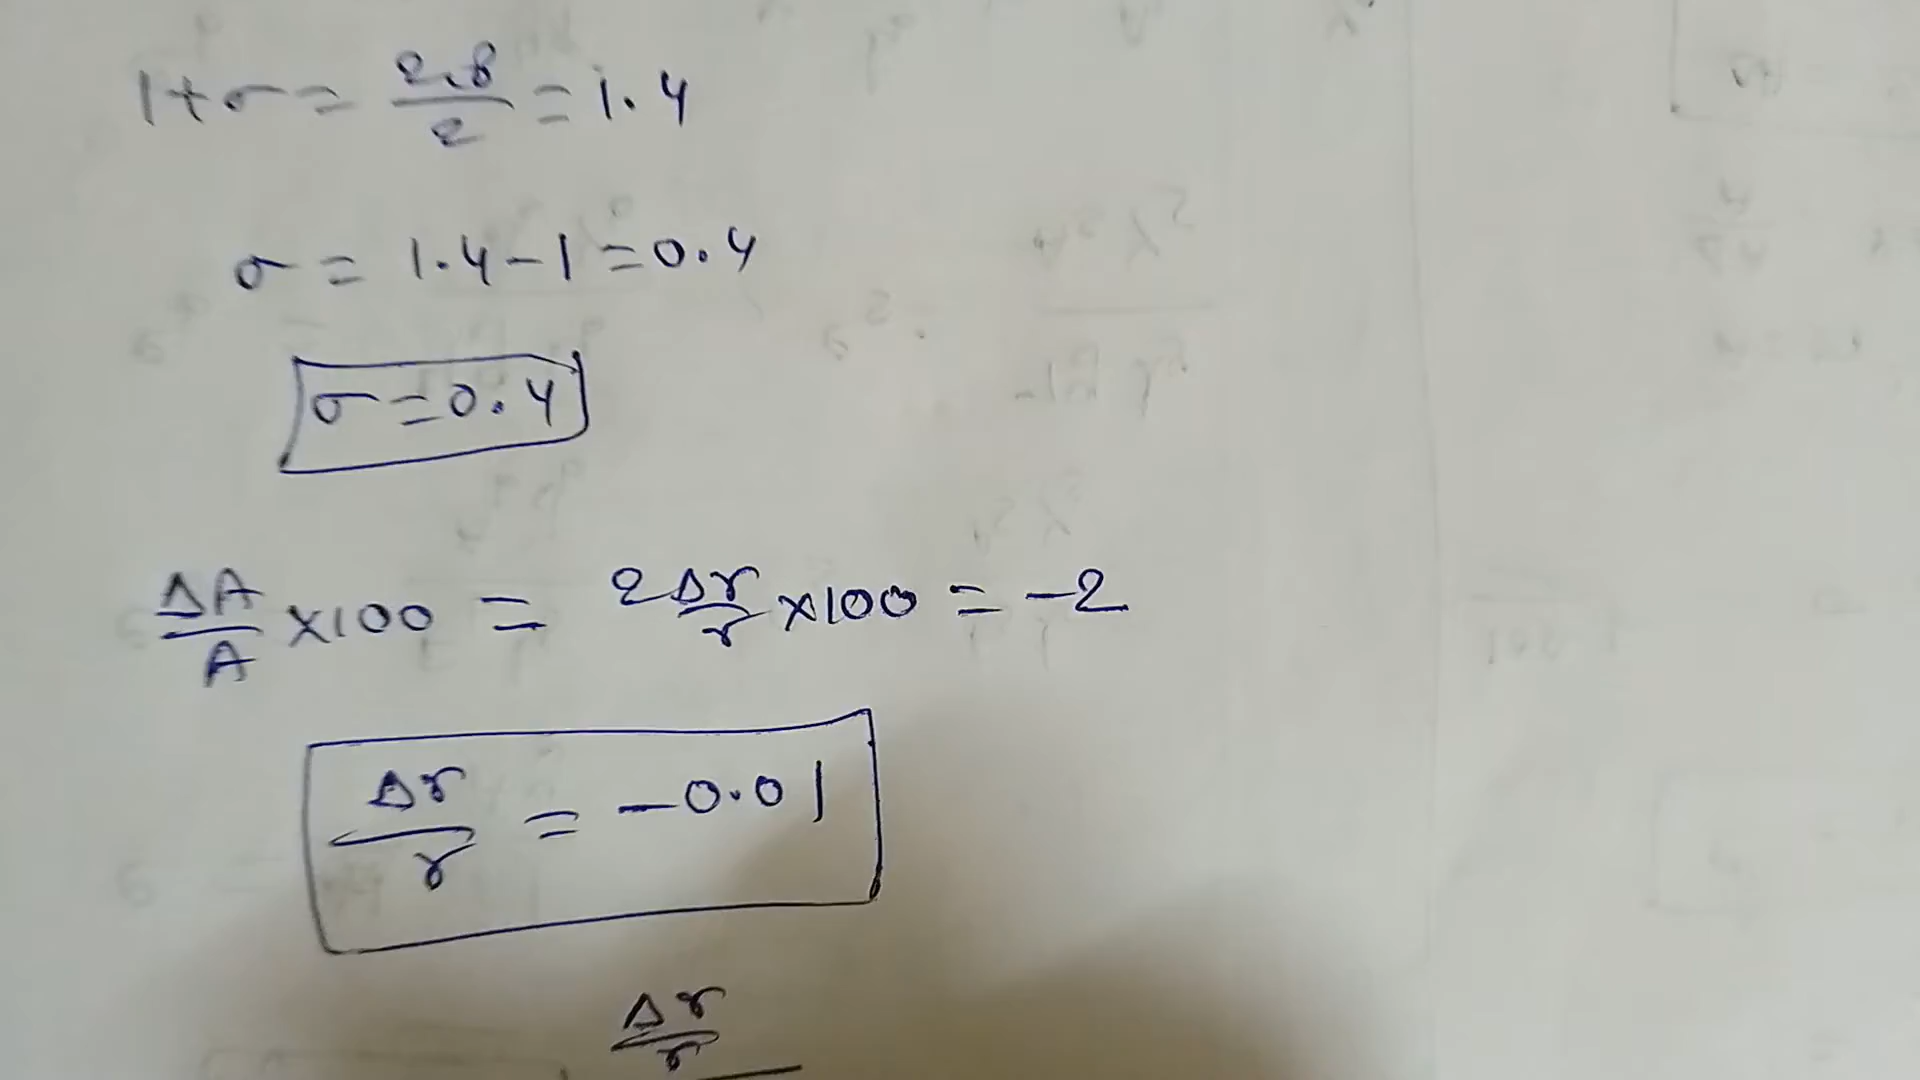 1+σ = 2.8/2 = 1.4
σ = 1.4-1 = 0.4
σ = 0.4
ΔA/A ×100 = 2Δr/r ×100 = -2
Δr/r = -0.01
Δr/r